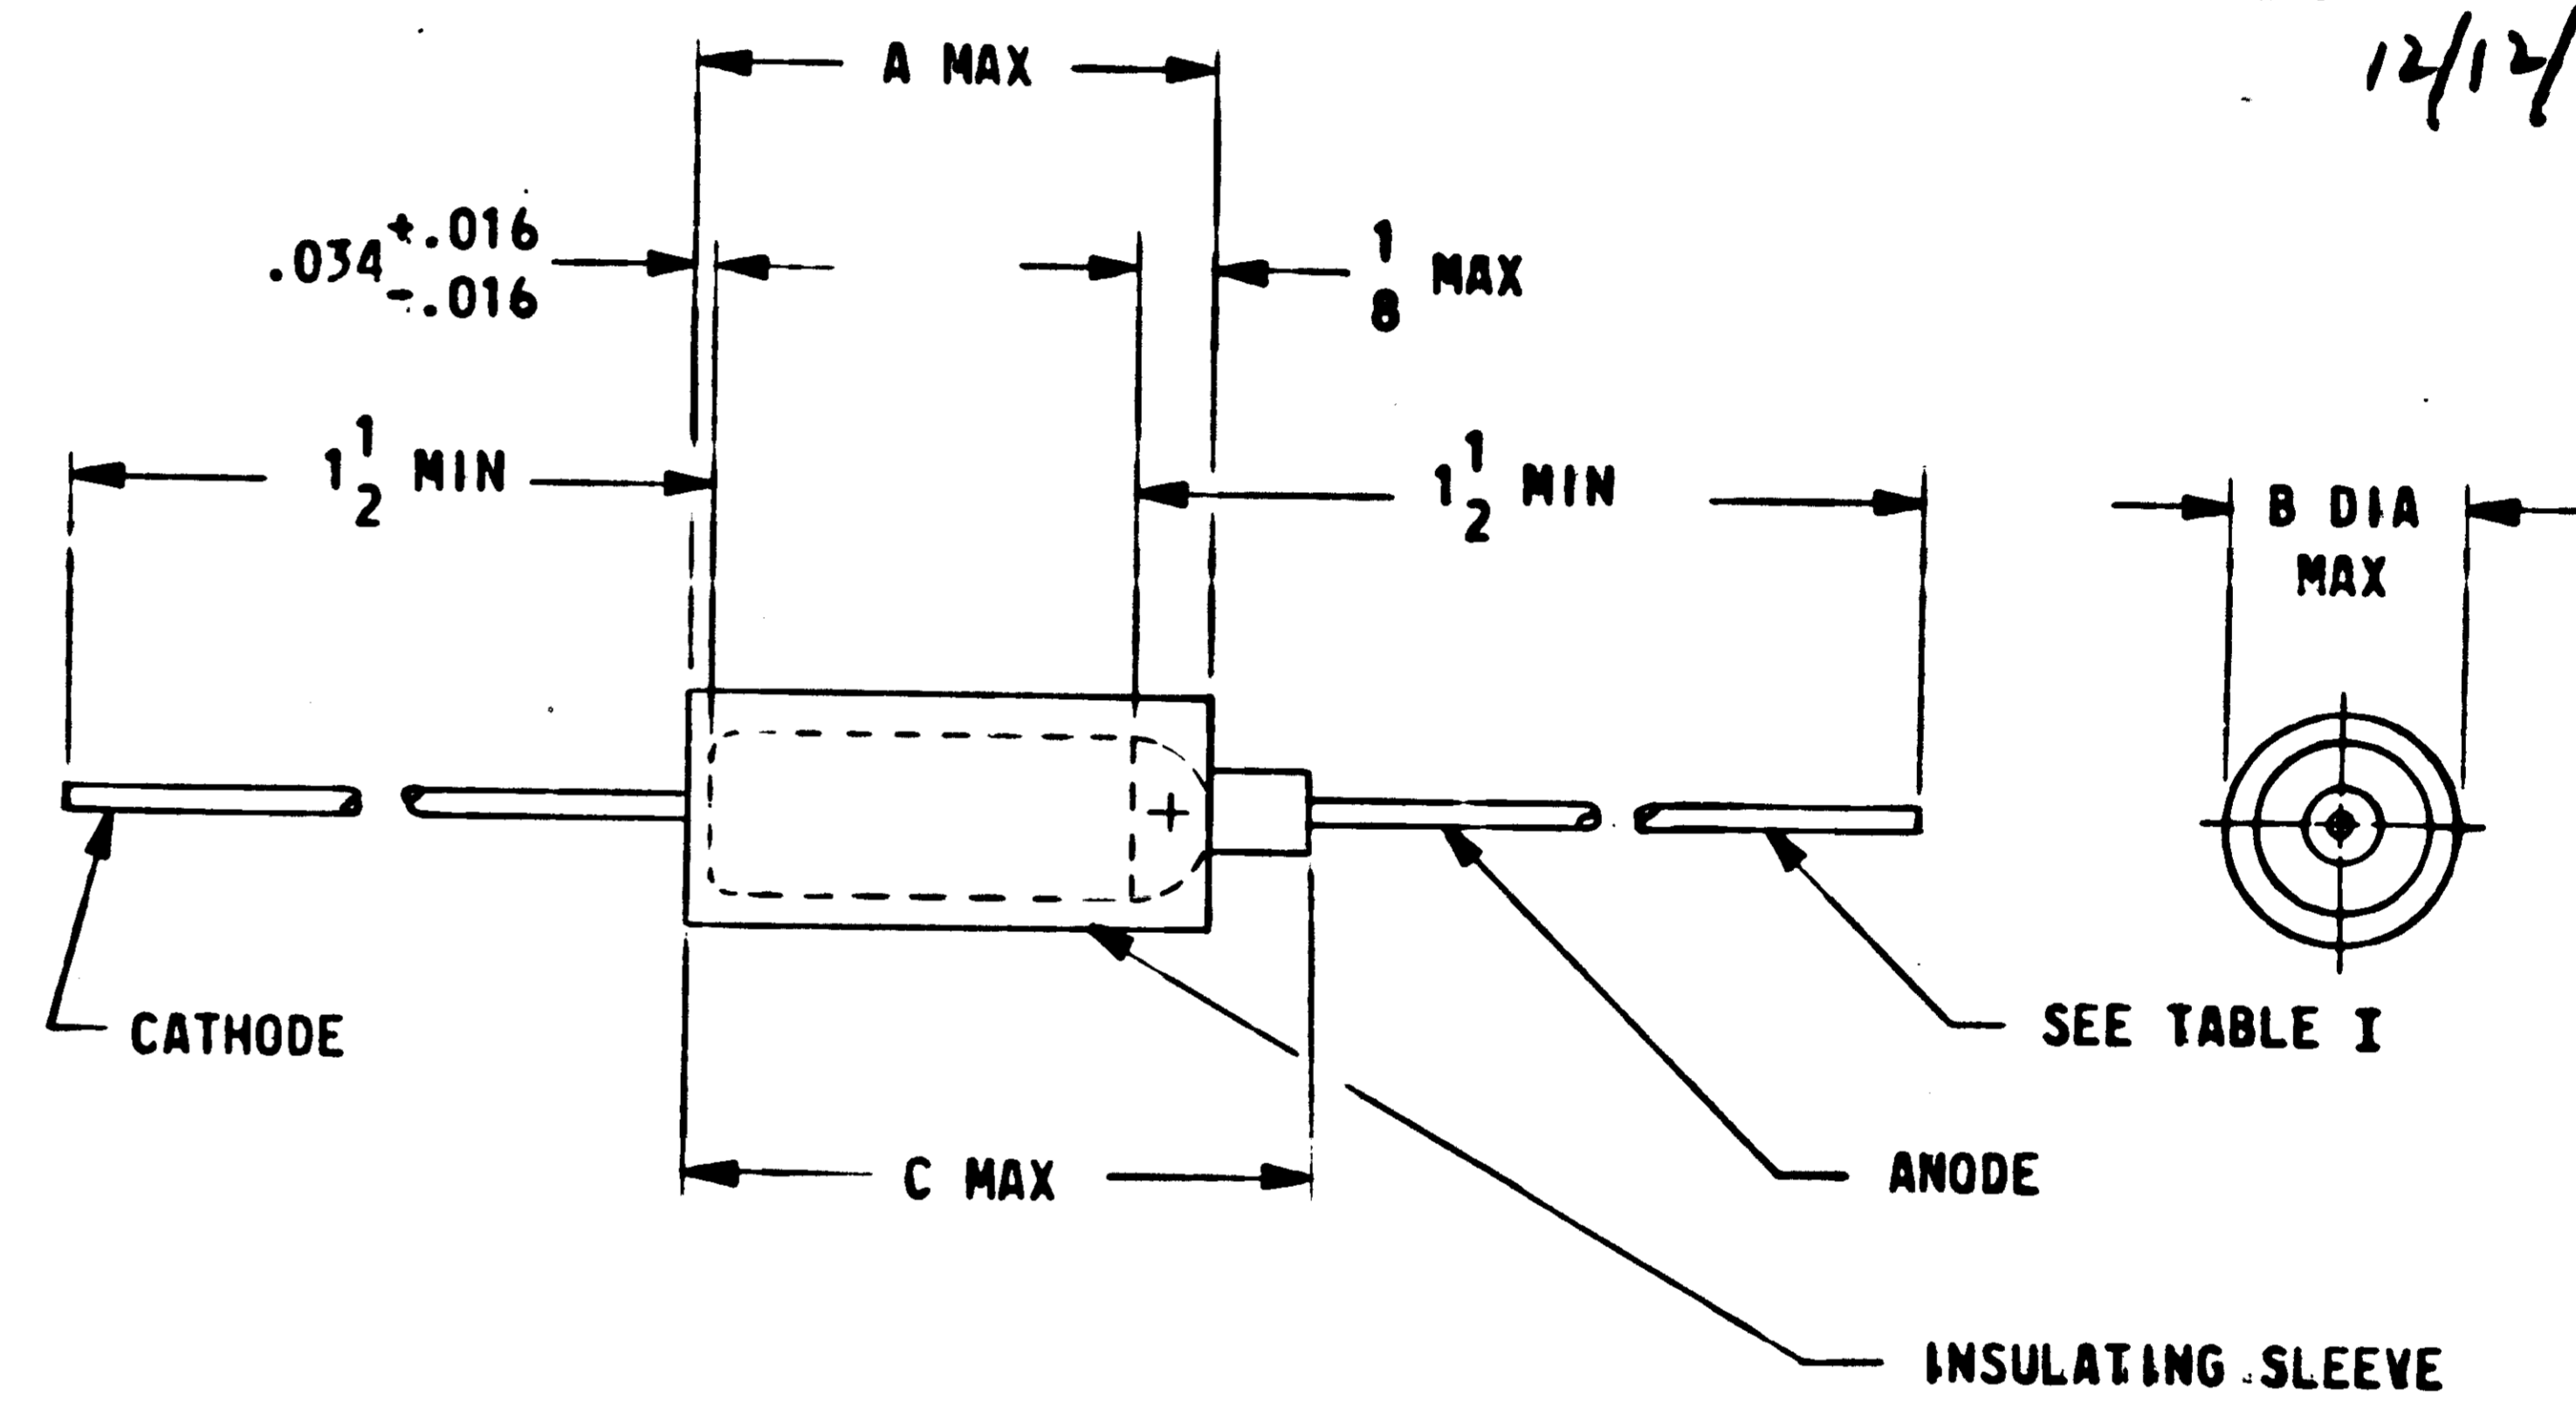 12/12/
A MAX
.034 +.016 -.016
1/8 MAX
1 1/2 MIN
1 1/2 MIN
B DIA
MAX
+
CATHODE
SEE TABLE I
C MAX
ANODE
INSULATING SLEEVE